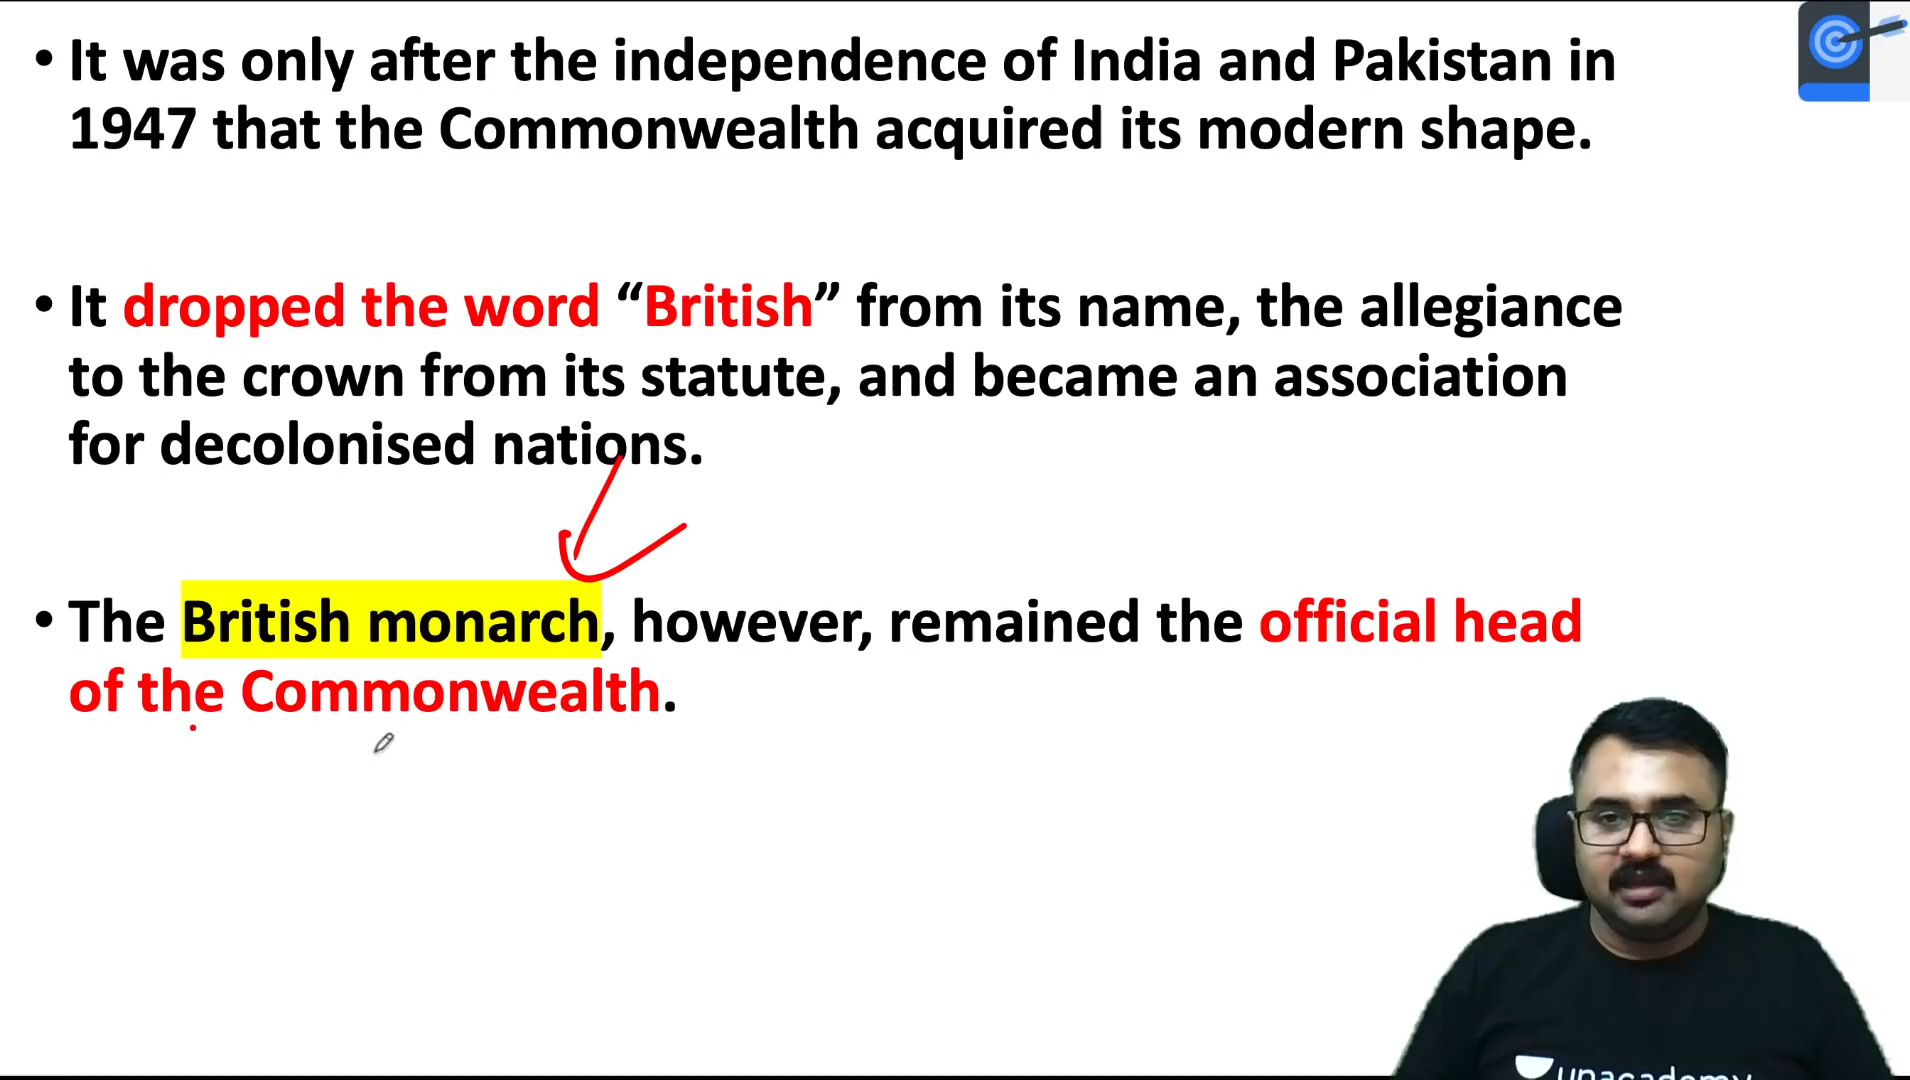 • It was only after the independence of India and Pakistan in
1947 that the Commonwealth acquired its modern shape.
• It dropped the word “British” from its name, the allegiance
to the crown from its statute, and became an association
for decolonised nations.
• The British monarch, however, remained the official head
of the Commonwealth.
unacademy